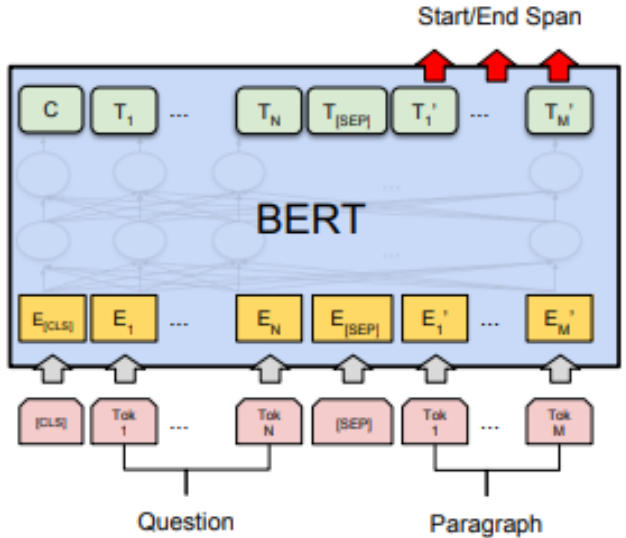 Start/End Span
C T1 ... TN T[SEP] T1' ... TM'
...
BERT
...
E[CLS] E1 ... EN E[SEP] E1' ... EM'
[CLS] Tok 1 ... Tok N [SEP] Tok 1 ... Tok M
Question Paragraph